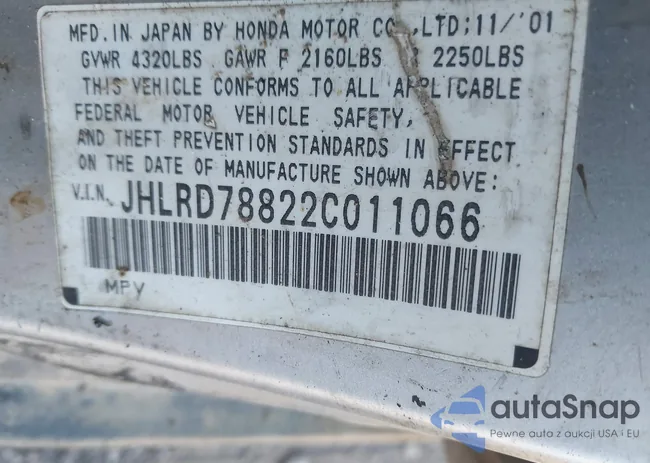 MFD.IN JAPAN BY HONDA MOTOR CO.,LTD;11/'01
GVWR 4320LBS GAWR F 2160LBS 2250LBS
THIS VEHICLE CONFORMS TO ALL APPLICABLE
FEDERAL MOTOR VEHICLE SAFETY,
AND THEFT PREVENTION STANDARDS IN EFFECT
ON THE DATE OF MANUFACTURE SHOWN ABOVE:
V.I.N. JHLRD78822C011066
MPV
autaSnap
Pewne auta z aukcji USA i EU